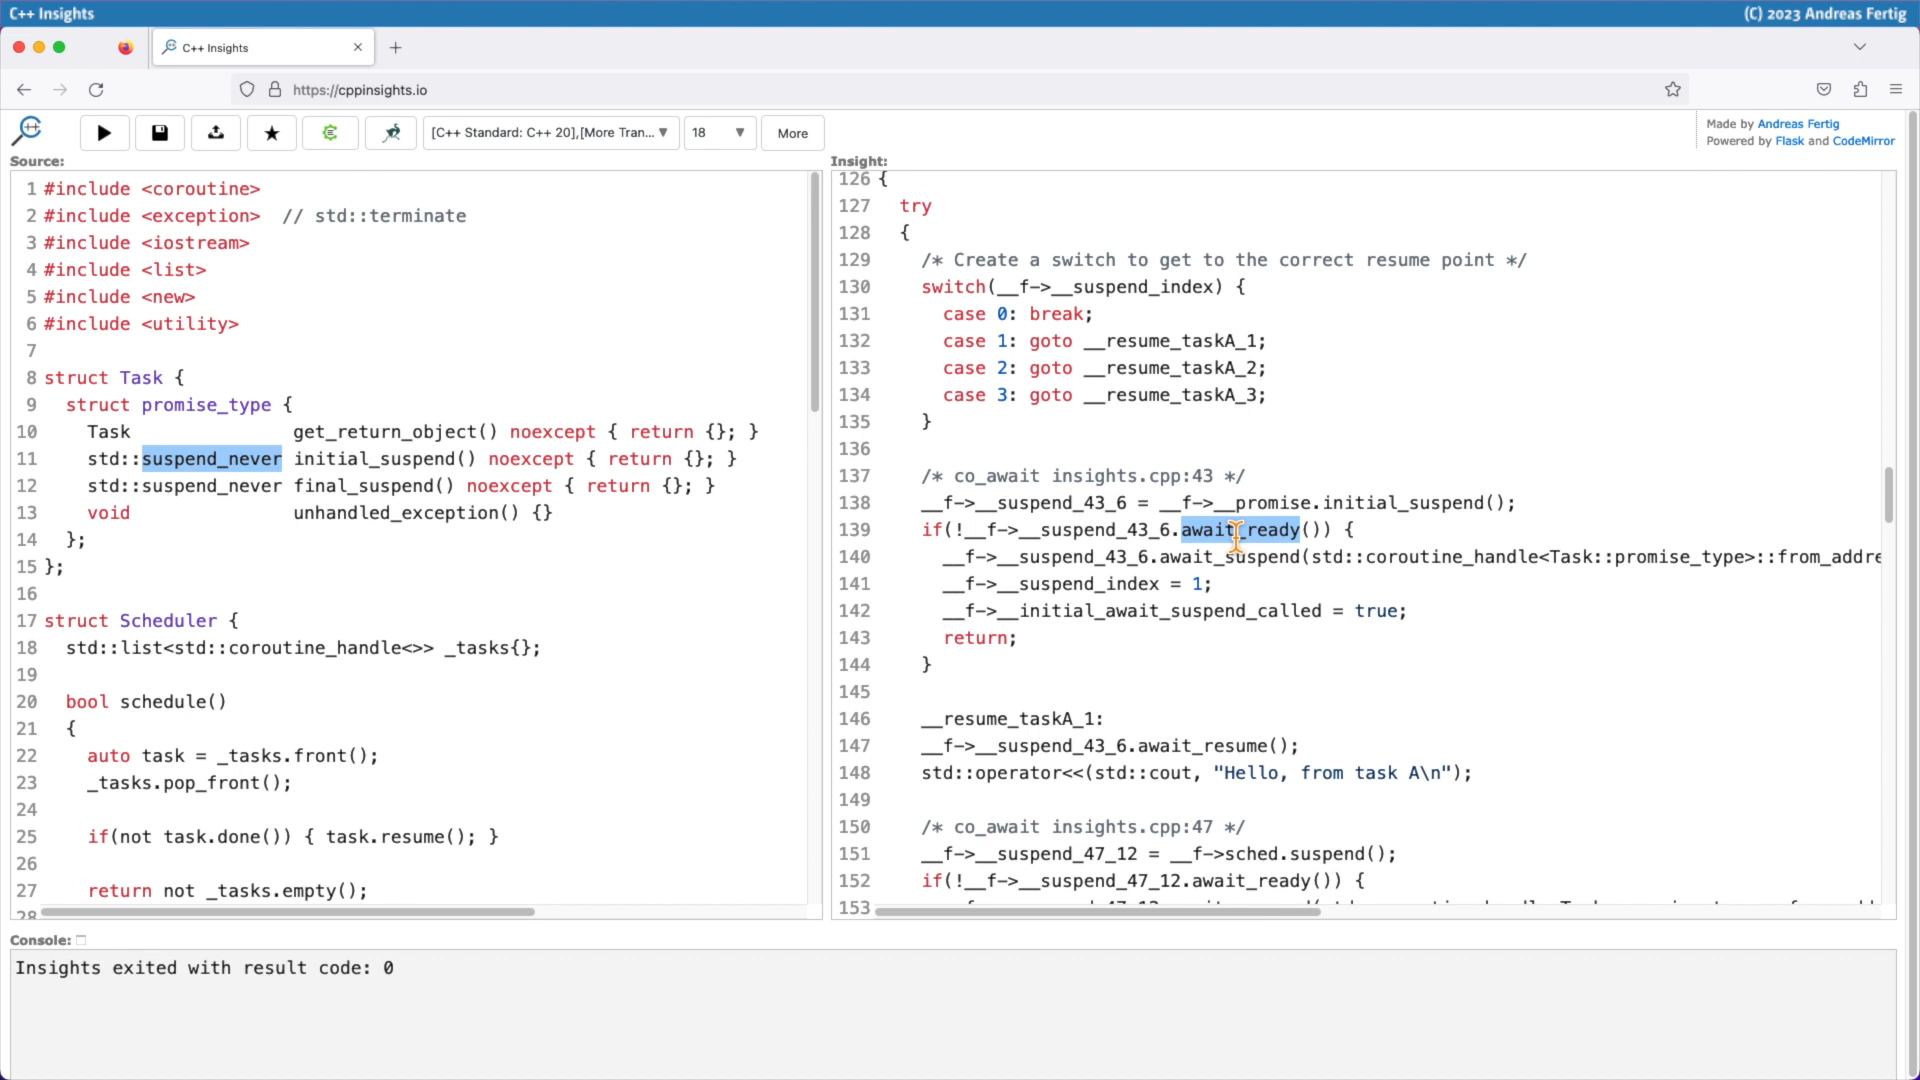 C++ Insights
(C) 2023 Andreas Fertig
C++ Insights
https://cppinsights.io
[C++ Standard: C++ 20],[More Tran...
18
More
Made by Andreas Fertig
Powered by Flask and CodeMirror
Source:
1 #include <coroutine>
2 #include <exception>  // std::terminate
3 #include <iostream>
4 #include <list>
5 #include <new>
6 #include <utility>
7
8 struct Task {
9   struct promise_type {
10     Task               get_return_object() noexcept { return {}; }
11     std::suspend_never initial_suspend() noexcept { return {}; }
12     std::suspend_never final_suspend() noexcept { return {}; }
13     void               unhandled_exception() {}
14   };
15 };
16
17 struct Scheduler {
18   std::list<std::coroutine_handle<>> _tasks{};
19
20   bool schedule()
21   {
22     auto task = _tasks.front();
23     _tasks.pop_front();
24
25     if(not task.done()) { task.resume(); }
26
27     return not _tasks.empty();
28
Insight:
126 {
127   try
128   {
129     /* Create a switch to get to the correct resume point */
130     switch(__f->__suspend_index) {
131       case 0: break;
132       case 1: goto __resume_taskA_1;
133       case 2: goto __resume_taskA_2;
134       case 3: goto __resume_taskA_3;
135     }
136
137     /* co_await insights.cpp:43 */
138     __f->__suspend_43_6 = __f->__promise.initial_suspend();
139     if(!__f->__suspend_43_6.await_ready()) {
140       __f->__suspend_43_6.await_suspend(std::coroutine_handle<Task::promise_type>::from_addre
141       __f->__suspend_index = 1;
142       __f->__initial_await_suspend_called = true;
143       return;
144     }
145
146     __resume_taskA_1:
147     __f->__suspend_43_6.await_resume();
148     std::operator<<(std::cout, "Hello, from task A\n");
149
150     /* co_await insights.cpp:47 */
151     __f->__suspend_47_12 = __f->sched.suspend();
152     if(!__f->__suspend_47_12.await_ready()) {
153
Console:
Insights exited with result code: 0